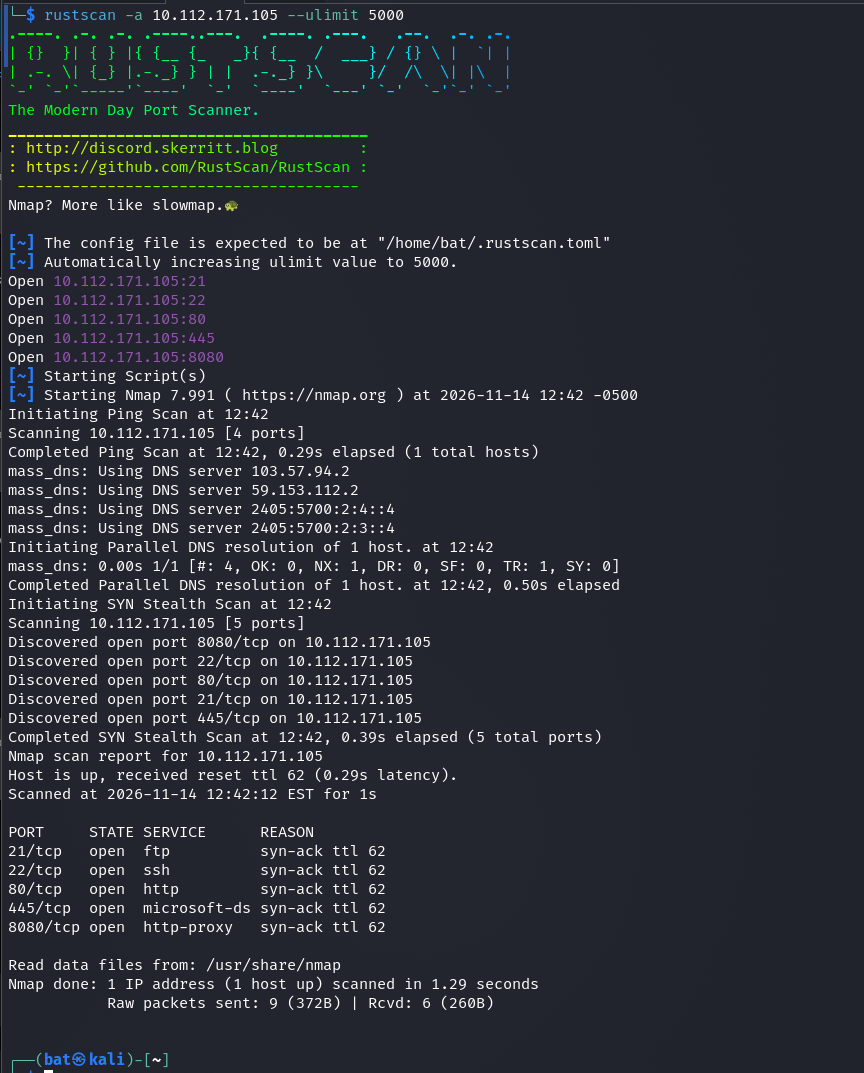 └─$ rustscan -a 10.112.171.105 --ulimit 5000
.----. .-. .-. .----..---.  .----. .---.   .--.  .-. .-.
| {}  }| { } |{ {__ {_   _}{ {__  /  ___} / {} \ |  `| |
| .-. \| {_} |.-._} } | |  .-._} }\     }/  /\  \| |\  |
`-' `-'`-----'`----'  `-'  `----'  `---' `-'  `-'`-' `-'
The Modern Day Port Scanner.
________________________________________
: http://discord.skerritt.blog         :
: https://github.com/RustScan/RustScan :
 --------------------------------------
Nmap? More like slowmap.🐢
[~] The config file is expected to be at "/home/bat/.rustscan.toml"
[~] Automatically increasing ulimit value to 5000.
Open 10.112.171.105:21
Open 10.112.171.105:22
Open 10.112.171.105:80
Open 10.112.171.105:445
Open 10.112.171.105:8080
[~] Starting Script(s)
[~] Starting Nmap 7.991 ( https://nmap.org ) at 2026-11-14 12:42 -0500
Initiating Ping Scan at 12:42
Scanning 10.112.171.105 [4 ports]
Completed Ping Scan at 12:42, 0.29s elapsed (1 total hosts)
mass_dns: Using DNS server 103.57.94.2
mass_dns: Using DNS server 59.153.112.2
mass_dns: Using DNS server 2405:5700:2:4::4
mass_dns: Using DNS server 2405:5700:2:3::4
Initiating Parallel DNS resolution of 1 host. at 12:42
mass_dns: 0.00s 1/1 [#: 4, OK: 0, NX: 1, DR: 0, SF: 0, TR: 1, SY: 0]
Completed Parallel DNS resolution of 1 host. at 12:42, 0.50s elapsed
Initiating SYN Stealth Scan at 12:42
Scanning 10.112.171.105 [5 ports]
Discovered open port 8080/tcp on 10.112.171.105
Discovered open port 22/tcp on 10.112.171.105
Discovered open port 80/tcp on 10.112.171.105
Discovered open port 21/tcp on 10.112.171.105
Discovered open port 445/tcp on 10.112.171.105
Completed SYN Stealth Scan at 12:42, 0.39s elapsed (5 total ports)
Nmap scan report for 10.112.171.105
Host is up, received reset ttl 62 (0.29s latency).
Scanned at 2026-11-14 12:42:12 EST for 1s
PORT     STATE SERVICE      REASON
21/tcp   open  ftp          syn-ack ttl 62
22/tcp   open  ssh          syn-ack ttl 62
80/tcp   open  http         syn-ack ttl 62
445/tcp  open  microsoft-ds syn-ack ttl 62
8080/tcp open  http-proxy   syn-ack ttl 62
Read data files from: /usr/share/nmap
Nmap done: 1 IP address (1 host up) scanned in 1.29 seconds
           Raw packets sent: 9 (372B) | Rcvd: 6 (260B)
┌──(bat㉿kali)-[~]